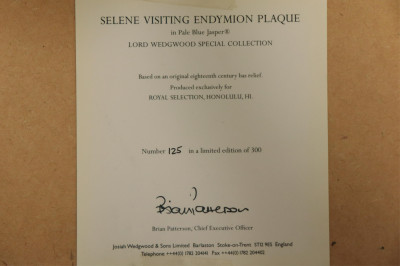 SELENE VISITING ENDYMION PLAQUE
in Pale Blue Jasper®
LORD WEDGWOOD SPECIAL COLLECTION
Based on an original eighteenth century bas relief.
Produced exclusively for
ROYAL SELECTION, HONOLULU, HI.
Number 125 in a limited edition of 300
Brian Patterson
Brian Patterson, Chief Executive Officer
Josiah Wedgwood & Sons Limited Barlaston Stoke-on-Trent ST12 9ES England
Telephone ++44(0) 1782 204141 Fax ++44(0) 1782 204402